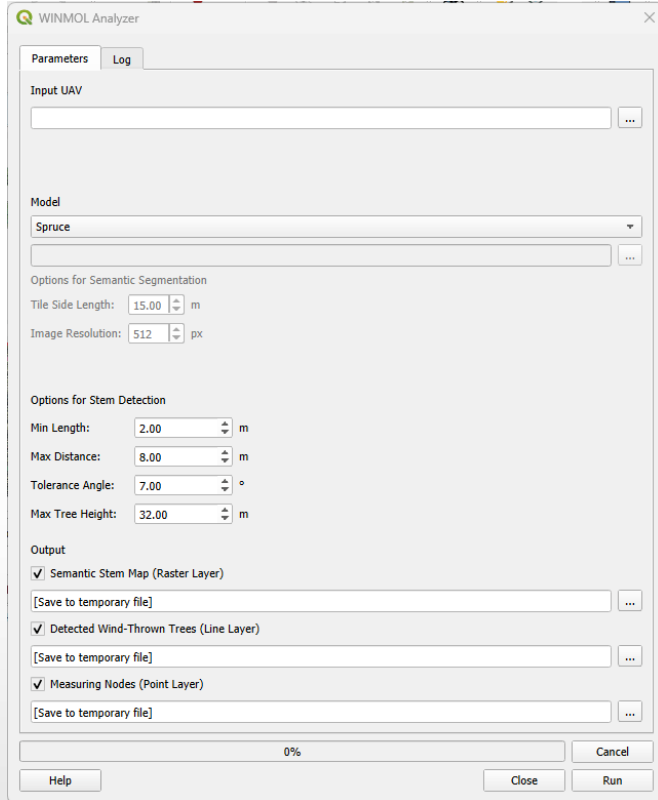 WINMOL Analyzer
Parameters
Log
Input UAV
...
Model
Spruce
...
Options for Semantic Segmentation
Tile Side Length: 15.00 m
Image Resolution: 512 px
Options for Stem Detection
Min Length: 2.00 m
Max Distance: 8.00 m
Tolerance Angle: 7.00 °
Max Tree Height: 32.00 m
Output
Semantic Stem Map (Raster Layer)
[Save to temporary file] ...
Detected Wind-Thrown Trees (Line Layer)
[Save to temporary file] ...
Measuring Nodes (Point Layer)
[Save to temporary file] ...
0% Cancel
Help Close Run